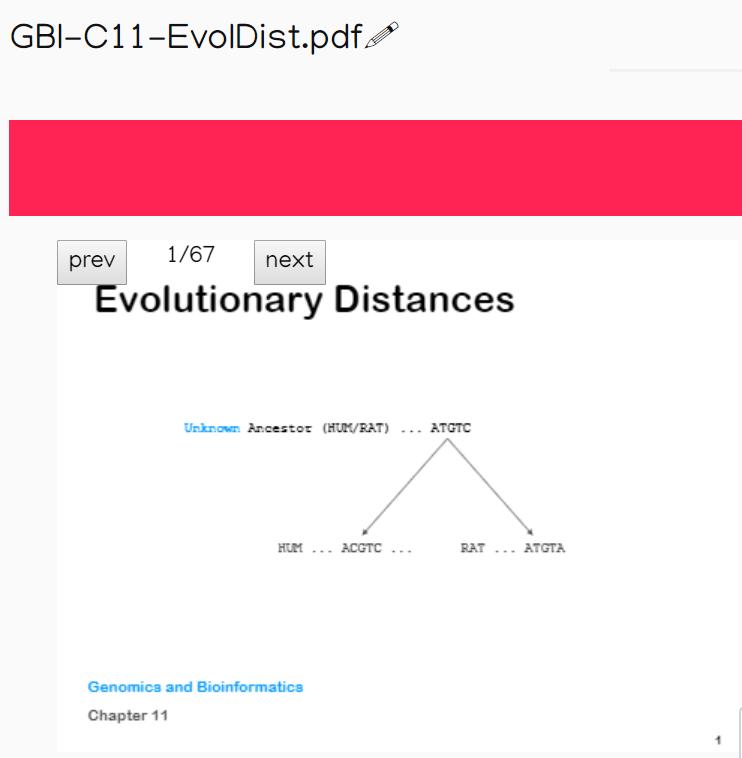 GBI-C11-EvolDist.pdf
prev 1/67 next
Evolutionary Distances
Unknown Ancestor (HUM/RAT) ... ATGTC
HUM ... ACGTC ... RAT ... ATGTA
Genomics and Bioinformatics
Chapter 11
1